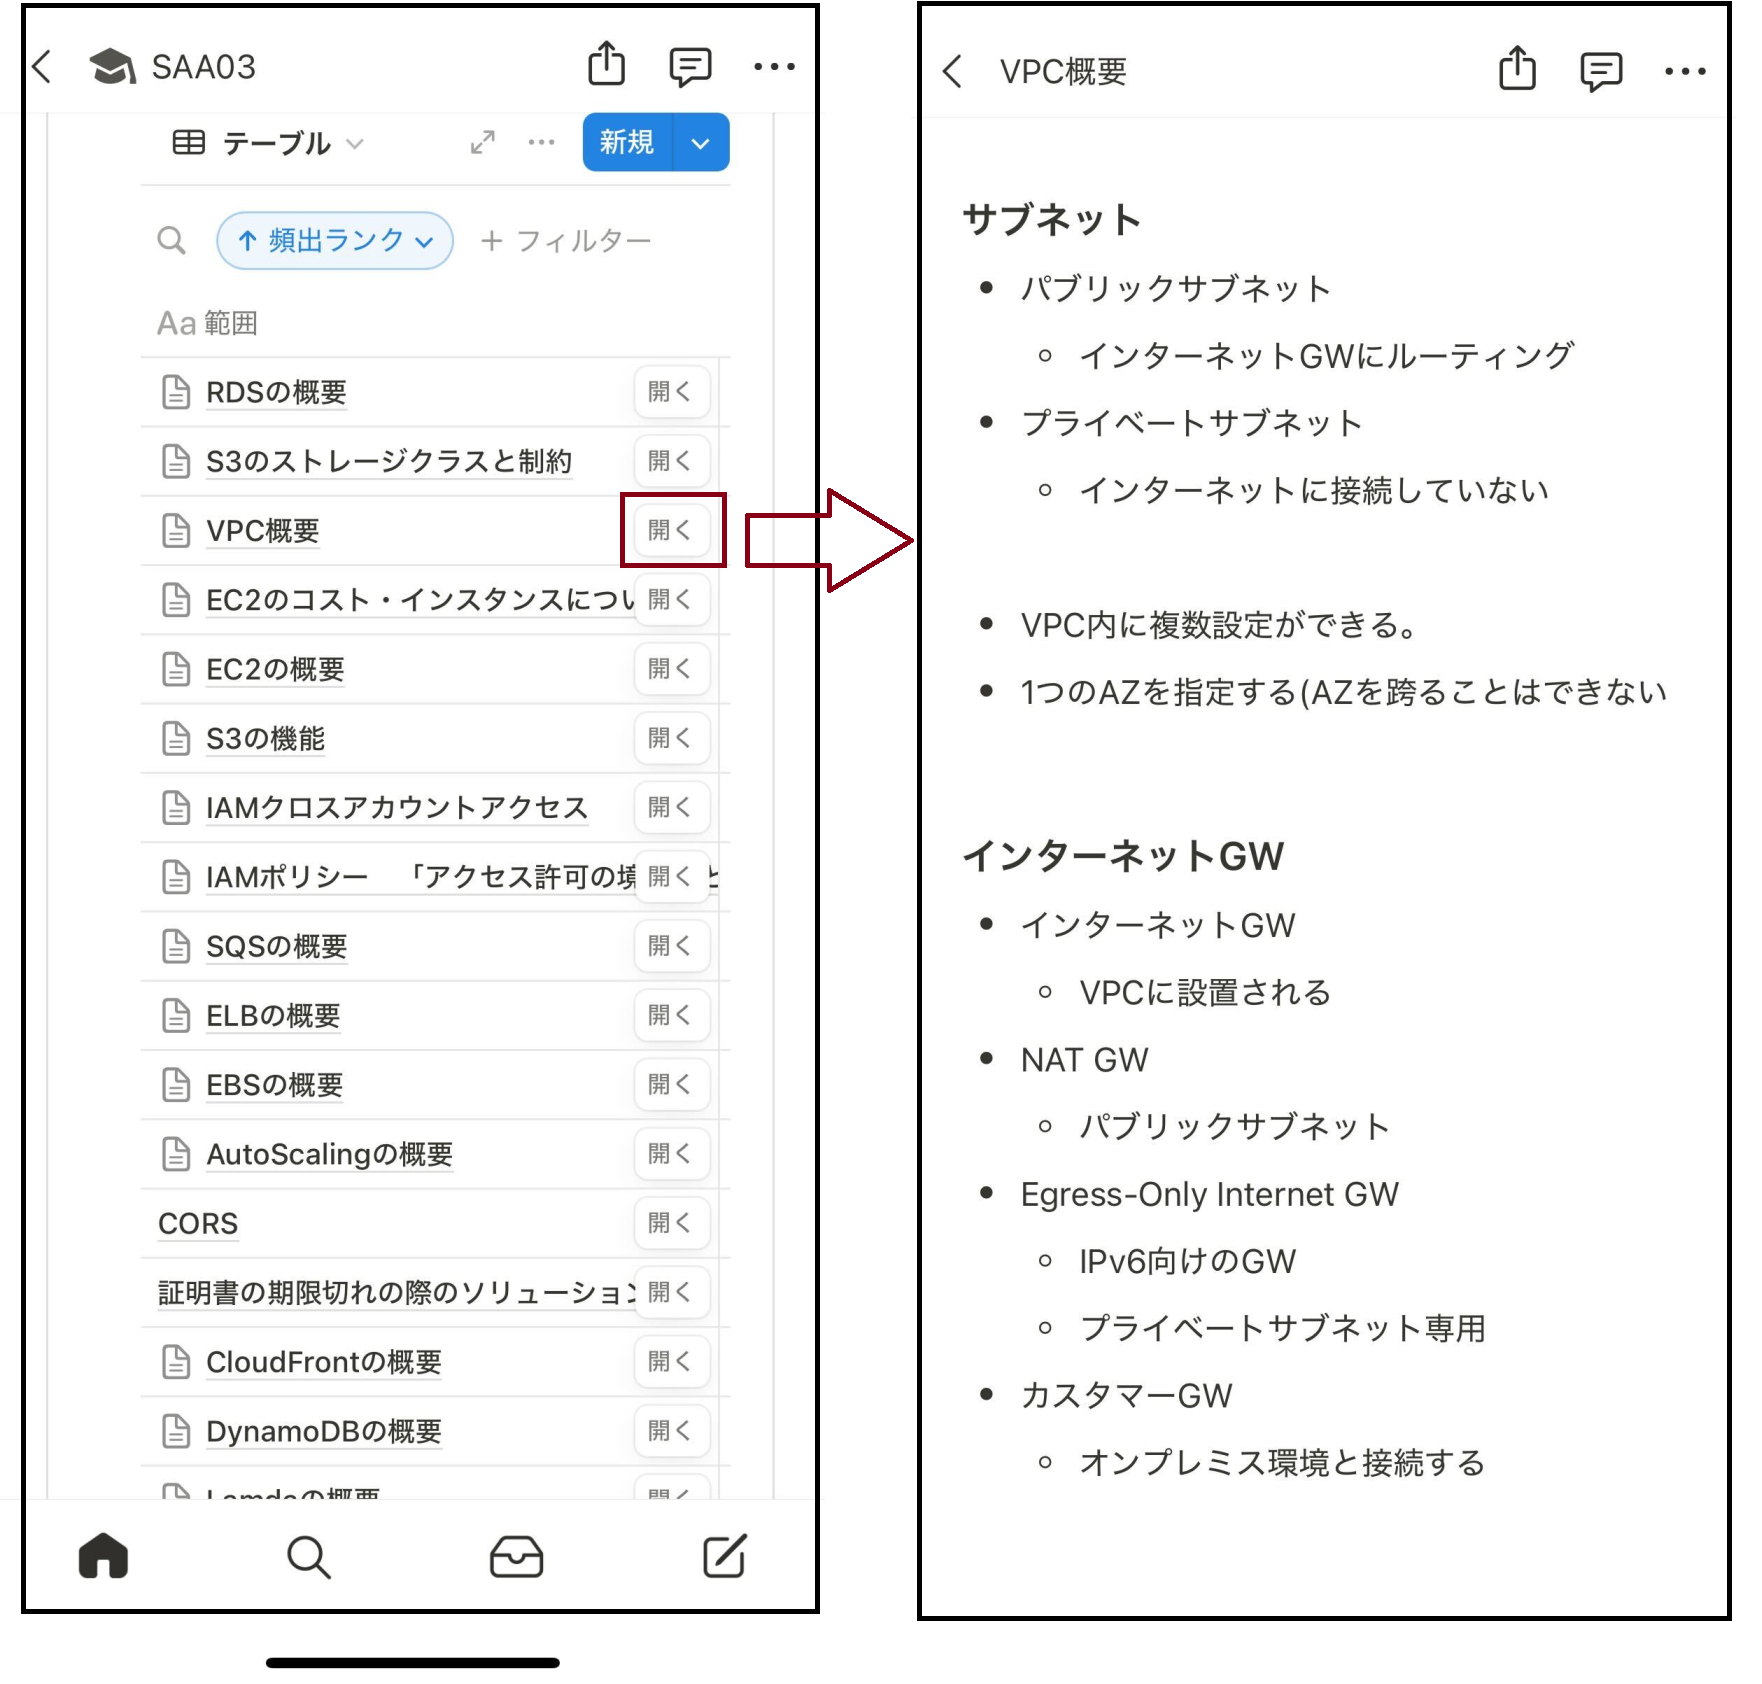 SAA03
テーブル
新規
頻出ランク
フィルター
Aa 範囲
RDSの概要 開く
S3のストレージクラスと制約 開く
VPC概要 開く
EC2のコスト・インスタンスについ 開く
EC2の概要 開く
S3の機能 開く
IAMクロスアカウントアクセス 開く
IAMポリシー　「アクセス許可の境 開く と
SQSの概要 開く
ELBの概要 開く
EBSの概要 開く
AutoScalingの概要 開く
CORS 開く
証明書の期限切れの際のソリューション 開く
CloudFrontの概要 開く
DynamoDBの概要 開く
Lamdaの概要 開く
VPC概要
サブネット
パブリックサブネット
インターネットGWにルーティング
プライベートサブネット
インターネットに接続していない
VPC内に複数設定ができる。
1つのAZを指定する(AZを跨ることはできない
インターネットGW
インターネットGW
VPCに設置される
NAT GW
パブリックサブネット
Egress-Only Internet GW
IPv6向けのGW
プライベートサブネット専用
カスタマーGW
オンプレミス環境と接続する